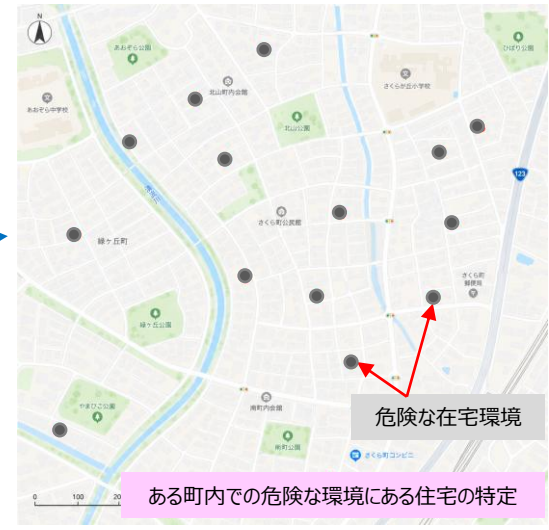 N
あおぞら公園
ひばり公園
北山町内会館
さくらが丘小学校
あおぞら中学校
北山公園
123
さくら町公民館
緑ヶ丘町
さくら町
郵便局
緑ヶ丘公園
南町内会館
やまびこ公園
危険な在宅環境
南町公園
さくら町コンビニ
0 100 20
ある町内での危険な環境にある住宅の特定